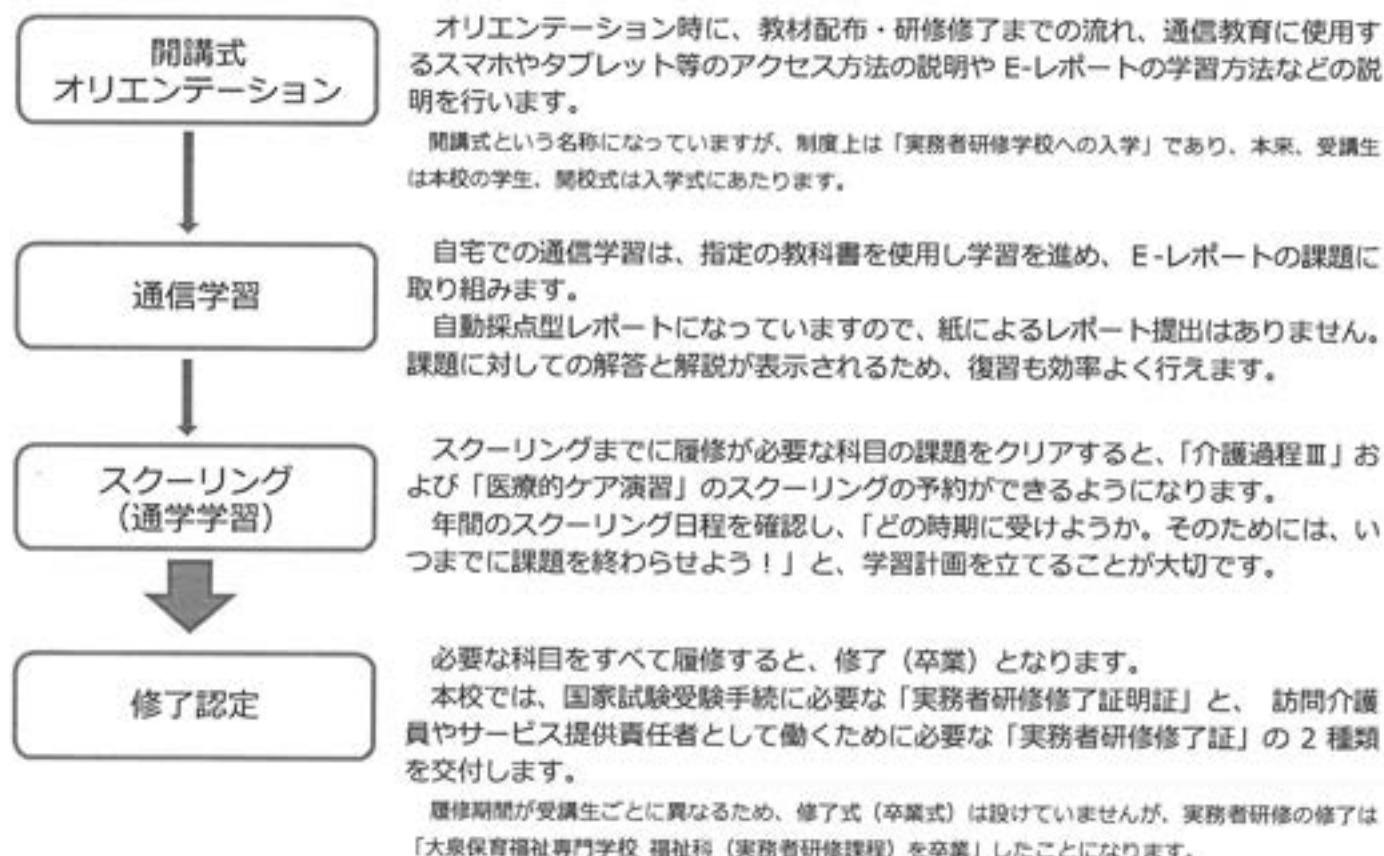 開講式
オリエンテーション
オリエンテーション時に、教材配布・研修修了までの流れ、通信教育に使用す
るスマホやタブレット等のアクセス方法の説明や E-レポートの学習方法などの説
明を行います。
開講式という名称になっていますが、制度上は「実務者研修学校への入学」であり、本来、受講生
は本校の学生、開校式は入学式にあたります。
通信学習
自宅での通信学習は、指定の教科書を使用し学習を進め、E-レポートの課題に
取り組みます。
自動採点型レポートになっていますので、紙によるレポート提出はありません。
課題に対しての解答と解説が表示されるため、復習も効率よく行えます。
スクーリング
（通学学習）
スクーリングまでに履修が必要な科目の課題をクリアすると、「介護過程Ⅲ」お
よび「医療的ケア演習」のスクーリングの予約ができるようになります。
年間のスクーリング日程を確認し、「どの時期に受けようか。そのためには、い
つまでに課題を終わらせよう！」と、学習計画を立てることが大切です。
修了認定
必要な科目をすべて履修すると、修了（卒業）となります。
本校では、国家試験受験手続に必要な「実務者研修修了証明証」と、 訪問介護
員やサービス提供責任者として働くために必要な「実務者研修修了証」の 2 種類
を交付します。
履修期間が受講生ごとに異なるため、修了式（卒業式）は設けていませんが、実務者研修の修了は
「大泉保育福祉専門学校 福祉科（実務者研修課程）を卒業」したことになります。